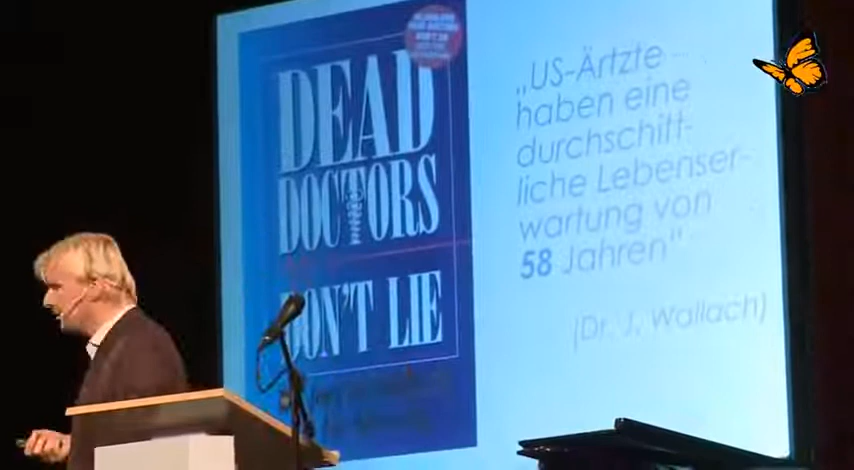 DEAD
DOCTORS
DON'T LIE
„US-Ärtzte
haben eine
durchschitt-
liche Lebenser-
wartung von
58 Jahren"
(Dr. J. Wallach)